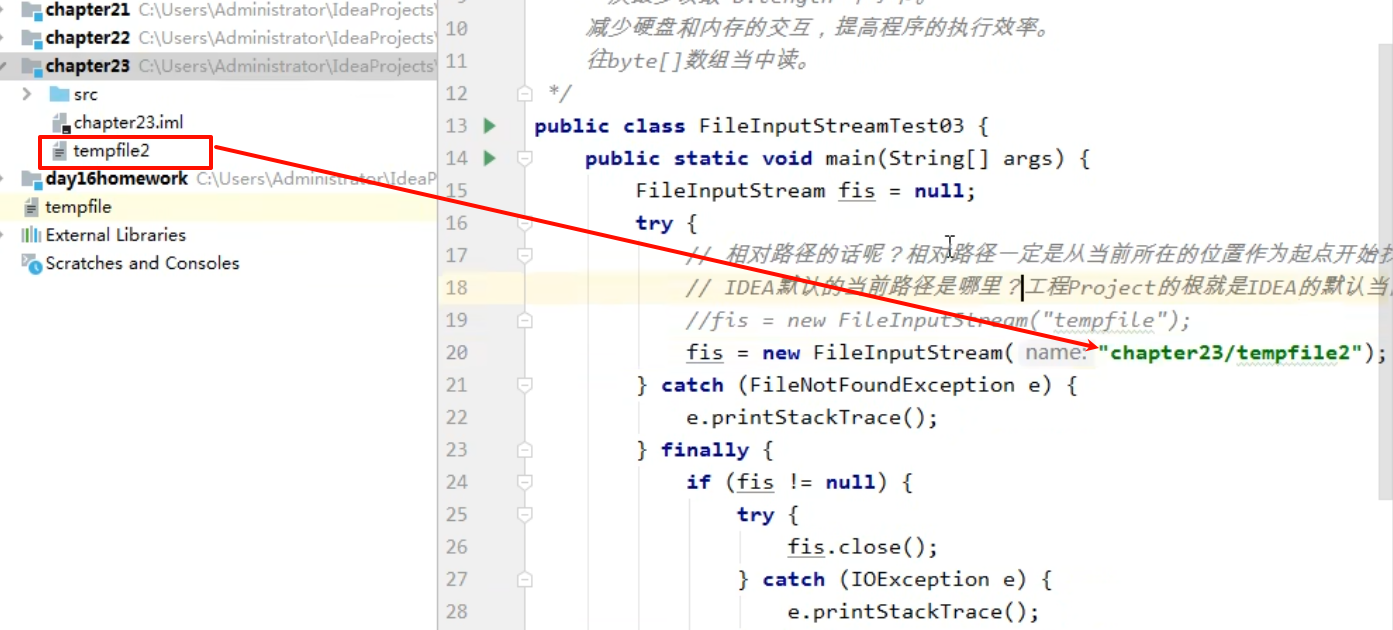 chapter21 C:\Users\Administrator\IdeaProjects\
chapter22 C:\Users\Administrator\IdeaProjects\
chapter23 C:\Users\Administrator\IdeaProjects\
src
chapter23.iml
tempfile2
day16homework C:\Users\Administrator\IdeaP
tempfile
External Libraries
Scratches and Consoles
10 减少硬盘和内存的交互，提高程序的执行效率。
11 往byte[]数组当中读。
12 */
13 public class FileInputStreamTest03 {
14 public static void main(String[] args) {
15 FileInputStream fis = null;
16 try {
17 // 相对路径的话呢？相对路径一定是从当前所在的位置作为起点开始
18 // IDEA默认的当前路径是哪里？工程Project的根就是IDEA的默认当
19 //fis = new FileInputStream("tempfile");
20 fis = new FileInputStream( name: "chapter23/tempfile2");
21 } catch (FileNotFoundException e) {
22 e.printStackTrace();
23 } finally {
24 if (fis != null) {
25 try {
26 fis.close();
27 } catch (IOException e) {
28 e.printStackTrace();